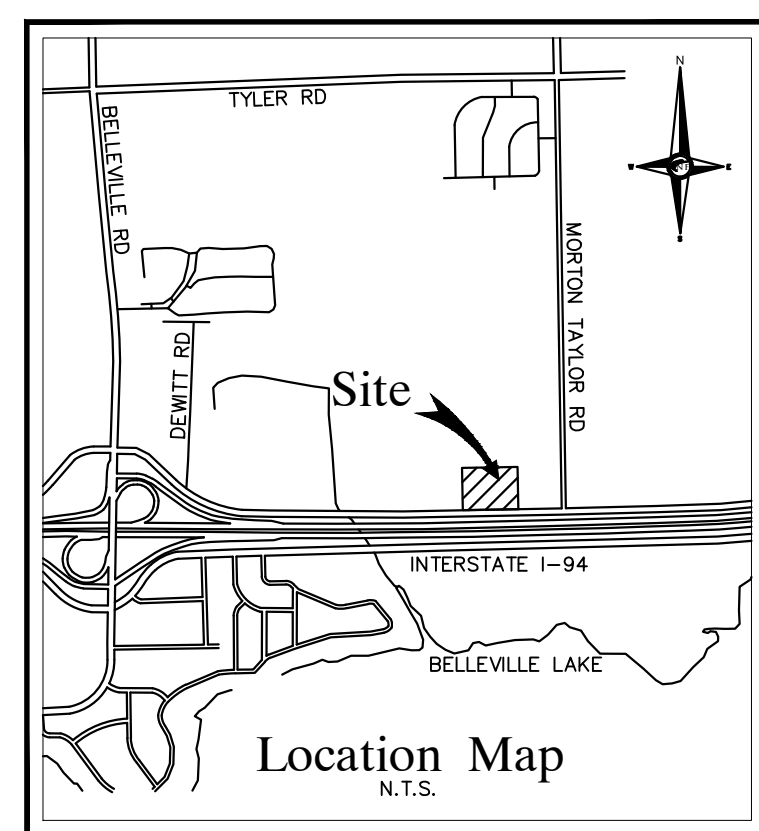 N
W
E
S
TYLER RD
BELLEVILLE RD
MORTON TAYLOR RD
DEWITT RD
Site
INTERSTATE I-94
BELLEVILLE LAKE
Location Map
N.T.S.